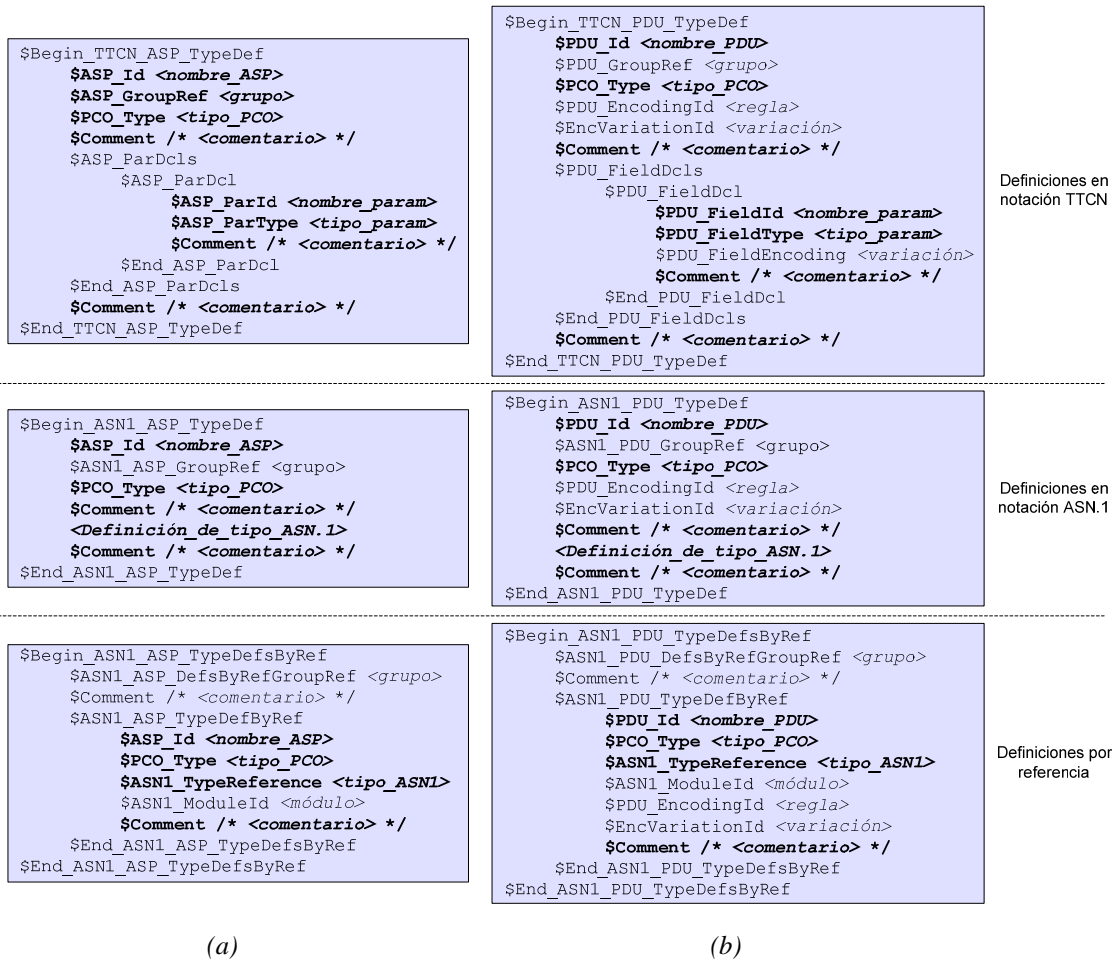 $Begin_TTCN_ASP_TypeDef
$ASP_Id <nombre_ASP>
$ASP_GroupRef <grupo>
$PCO_Type <tipo_PCO>
$Comment /* <comentario> */
$ASP_ParDcls
$ASP_ParDcl
$ASP_ParId <nombre_param>
$ASP_ParType <tipo_param>
$Comment /* <comentario> */
$End_ASP_ParDcl
$End_ASP_ParDcls
$Comment /* <comentario> */
$End_TTCN_ASP_TypeDef
$Begin_TTCN_PDU_TypeDef
$PDU_Id <nombre_PDU>
$PDU_GroupRef <grupo>
$PCO_Type <tipo_PCO>
$PDU_EncodingId <regla>
$EncVariationId <variación>
$Comment /* <comentario> */
$PDU_FieldDcls
$PDU_FieldDcl
$PDU_FieldId <nombre_param>
$PDU_FieldType <tipo_param>
$PDU_FieldEncoding <variación>
$Comment /* <comentario> */
$End_PDU_FieldDcl
$End_PDU_FieldDcls
$Comment /* <comentario> */
$End_TTCN_PDU_TypeDef
Definiciones en
notación TTCN
$Begin_ASN1_ASP_TypeDef
$ASP_Id <nombre_ASP>
$ASN1_ASP_GroupRef <grupo>
$PCO_Type <tipo_PCO>
$Comment /* <comentario> */
<Definición_de_tipo_ASN.1>
$Comment /* <comentario> */
$End_ASN1_ASP_TypeDef
$Begin_ASN1_PDU_TypeDef
$PDU_Id <nombre_PDU>
$ASN1_PDU_GroupRef <grupo>
$PCO_Type <tipo_PCO>
$PDU_EncodingId <regla>
$EncVariationId <variación>
$Comment /* <comentario> */
<Definición_de_tipo_ASN.1>
$Comment /* <comentario> */
$End_ASN1_PDU_TypeDef
Definiciones en
notación ASN.1
$Begin_ASN1_ASP_TypeDefsByRef
$ASN1_ASP_DefsByRefGroupRef <grupo>
$Comment /* <comentario> */
$ASN1_ASP_TypeDefByRef
$ASP_Id <nombre_ASP>
$PCO_Type <tipo_PCO>
$ASN1_TypeReference <tipo_ASN1>
$ASN1_ModuleId <módulo>
$Comment /* <comentario> */
$End_ASN1_ASP_TypeDefsByRef
$End_ASN1_ASP_TypeDefsByRef
$Begin_ASN1_PDU_TypeDefsByRef
$ASN1_PDU_DefsByRefGroupRef <grupo>
$Comment /* <comentario> */
$ASN1_PDU_TypeDefByRef
$PDU_Id <nombre_PDU>
$PCO_Type <tipo_PCO>
$ASN1_TypeReference <tipo_ASN1>
$ASN1_ModuleId <módulo>
$PDU_EncodingId <regla>
$EncVariationId <variación>
$Comment /* <comentario> */
$End_ASN1_PDU_TypeDefsByRef
$End_ASN1_PDU_TypeDefsByRef
Definiciones por
referencia
(a)
(b)